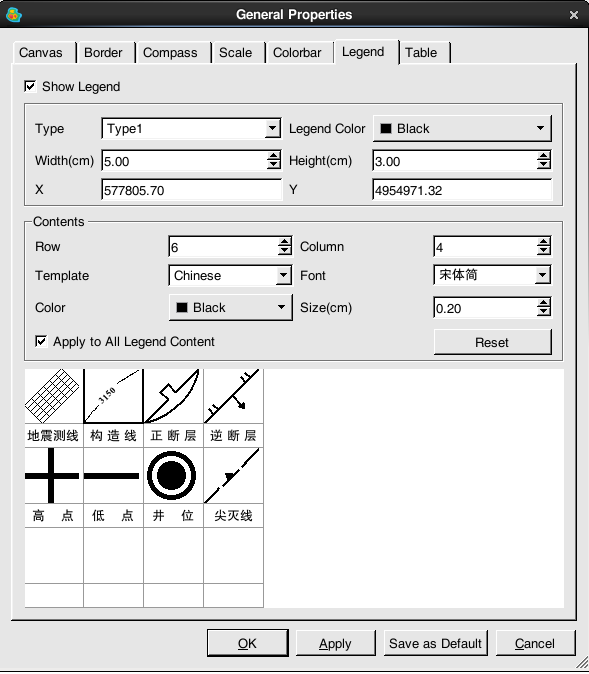 General Properties
Canvas Border Compass Scale Colorbar Legend Table
Show Legend
Type Type1 Legend Color Black
Width(cm) 5.00 Height(cm) 3.00
X 577805.70 Y 4954971.32
Contents
Row 6 Column 4
Template Chinese Font 宋体简
Color Black Size(cm) 0.20
Apply to All Legend Content Reset
3150
地震测线 构造线 正断层 逆断层
高点 低点 井位 尖灭线
OK Apply Save as Default Cancel